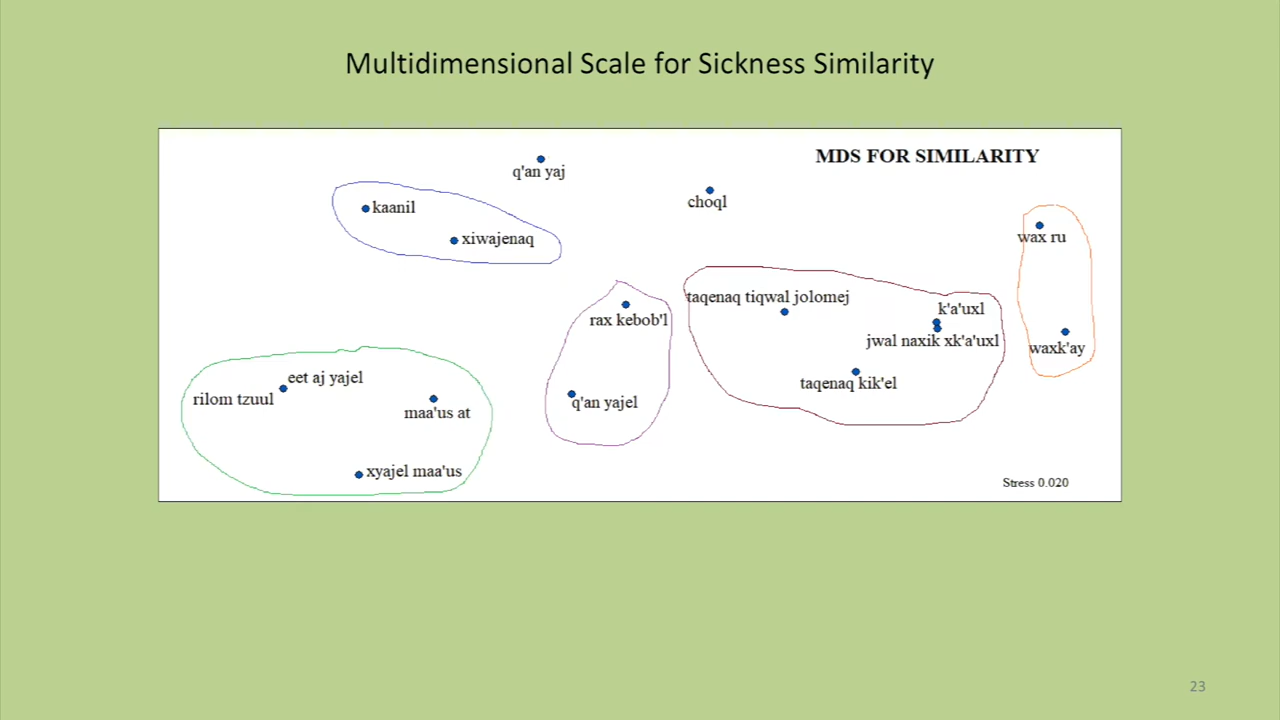 Multidimensional Scale for Sickness Similarity
MDS FOR SIMILARITY
q'an yaj
choql
kaanil
xiwajenaq
wax ru
taqenaq tiqwal jolomej
k'a'uxl
rax kebob'l
jwal naxik xk'a'uxl
waxk'ay
eet aj yajel
taqenaq kik'el
rilom tzuul
maa'us at
q'an yajel
xyajel maa'us
Stress 0.020
23